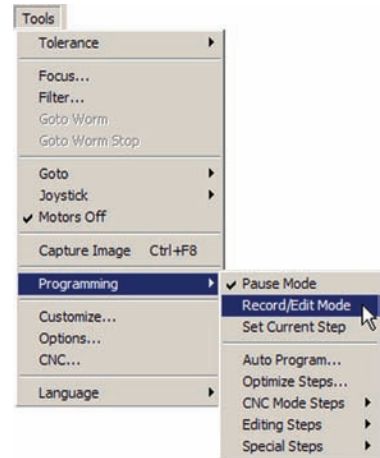 Tools
Tolerance
Focus...
Filter...
Goto Worm
Goto Worm Stop
Goto
Joystick
Motors Off
Capture Image Ctrl+F8
Programming
Customize...
Options...
CNC...
Language
Pause Mode
Record/Edit Mode
Set Current Step
Auto Program...
Optimize Steps...
CNC Mode Steps
Editing Steps
Special Steps